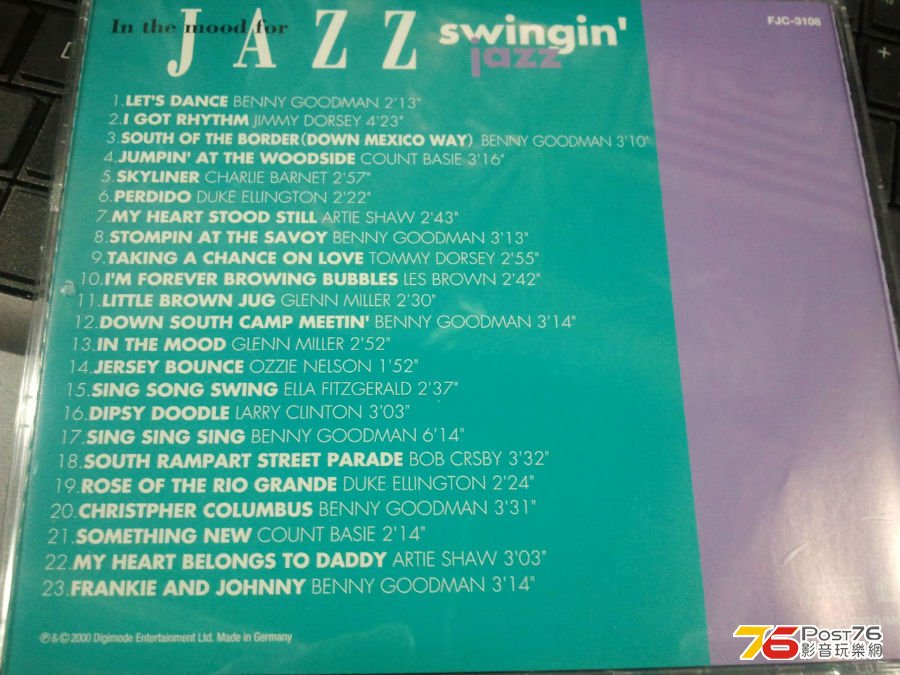 In the mood for
JAZZ swingin'
jazz
FJC-3108
1.LET'S DANCE BENNY GOODMAN 2'13"
2.I GOT RHYTHM JIMMY DORSEY 4'23"
3.SOUTH OF THE BORDER(DOWN MEXICO WAY) BENNY GOODMAN 3'10"
4.JUMPIN' AT THE WOODSIDE COUNT BASIE 3'16"
5.SKYLINER CHARLIE BARNET 2'57"
6.PERDIDO DUKE ELLINGTON 2'22"
7.MY HEART STOOD STILL ARTIE SHAW 2'43"
8.STOMPIN AT THE SAVOY BENNY GOODMAN 3'13"
9.TAKING A CHANCE ON LOVE TOMMY DORSEY 2'55"
10.I'M FOREVER BROWING BUBBLES LES BROWN 2'42"
11.LITTLE BROWN JUG GLENN MILLER 2'30"
12.DOWN SOUTH CAMP MEETIN' BENNY GOODMAN 3'14"
13.IN THE MOOD GLENN MILLER 2'52"
14.JERSEY BOUNCE OZZIE NELSON 1'52"
15.SING SONG SWING ELLA FITZGERALD 2'37"
16.DIPSY DOODLE LARRY CLINTON 3'03"
17.SING SING SING BENNY GOODMAN 6'14"
18.SOUTH RAMPART STREET PARADE BOB CRSBY 3'32"
19.ROSE OF THE RIO GRANDE DUKE ELLINGTON 2'24"
20.CHRISTPHER COLUMBUS BENNY GOODMAN 3'31"
21.SOMETHING NEW COUNT BASIE 2'14"
22.MY HEART BELONGS TO DADDY ARTIE SHAW 3'03"
23.FRANKIE AND JOHNNY BENNY GOODMAN 3'14"
℗&©2000 Digimode Entertainment Ltd. Made in Germany
76 Post76
影音玩樂網